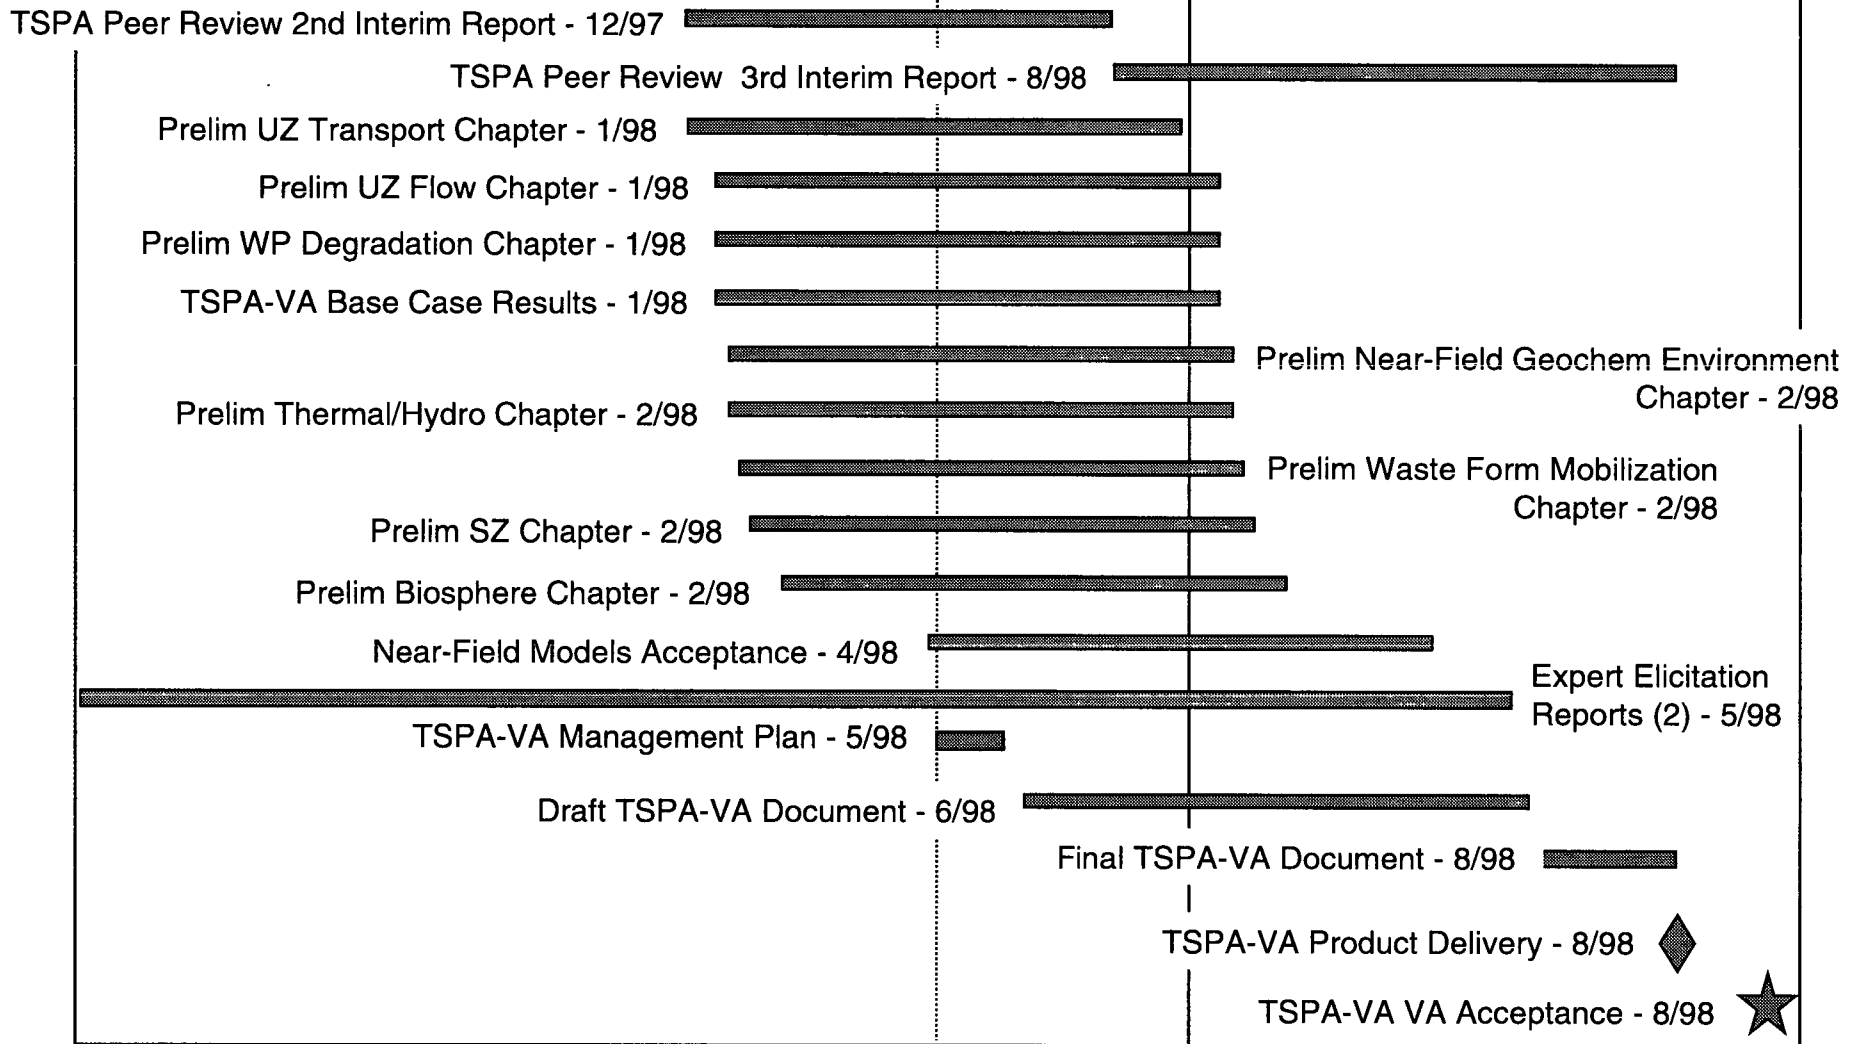 TSPA Peer Review 2nd Interim Report - 12/97
TSPA Peer Review 3rd Interim Report - 8/98
Prelim UZ Transport Chapter - 1/98
Prelim UZ Flow Chapter - 1/98
Prelim WP Degradation Chapter - 1/98
TSPA-VA Base Case Results - 1/98
Prelim Near-Field Geochem Environment
Chapter - 2/98
Prelim Thermal/Hydro Chapter - 2/98
Prelim Waste Form Mobilization
Chapter - 2/98
Prelim SZ Chapter - 2/98
Prelim Biosphere Chapter - 2/98
Near-Field Models Acceptance - 4/98
Expert Elicitation
Reports (2) - 5/98
TSPA-VA Management Plan - 5/98
Draft TSPA-VA Document - 6/98
Final TSPA-VA Document - 8/98
TSPA-VA Product Delivery - 8/98
TSPA-VA VA Acceptance - 8/98